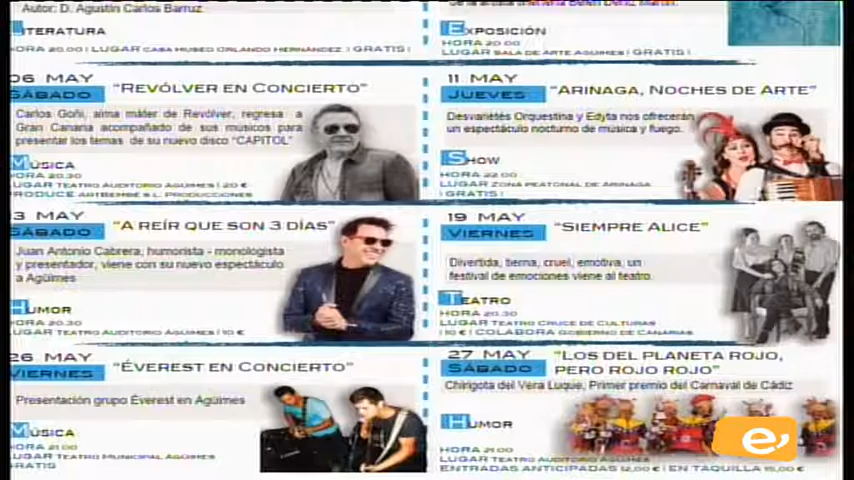 Autor: D. Agustín Carlos Barruz
LITERATURA
HORA 20.00 | LUGAR CASA MUSEO ORLANDO HERNÁNDEZ. | GRATIS |
EXPOSICIÓN
HORA 20.00
LUGAR SALA DE ARTE AGÜIMES | GRATIS |
06 MAY
SÁBADO
"REVÓLVER EN CONCIERTO"
Carlos Goñi, alma máter de Revólver, regresa a
Gran Canaria acompañado de sus músicos para
presentar los temas de su nuevo disco "CAPITOL"
MÚSICA
HORA 20.30
LUGAR TEATRO AUDITORIO AGÜIMES | 20 €
PRODUCE ARTBEMBE S.L. PRODUCCIONES
11 MAY
JUEVES
"ARINAGA, NOCHES DE ARTE"
Desvarietés Orquestina y Edyta nos ofrecerán
un espectáculo nocturno de música y fuego.
SHOW
HORA 22.00
LUGAR ZONA PEATONAL DE ARINAGA
| GRATIS |
13 MAY
SÁBADO
"A REÍR QUE SON 3 DÍAS"
Juan Antonio Cabrera, humorista - monologista
y presentador, viene con su nuevo espectáculo
a Agüimes
HUMOR
HORA 20.30
LUGAR TEATRO AUDITORIO AGÜIMES | 10 €
19 MAY
VIERNES
"SIEMPRE ALICE"
Divertida, tierna, cruel, emotiva, un
festival de emociones viene al teatro.
TEATRO
HORA 20.30
LUGAR TEATRO CRUCE DE CULTURAS
| 10 € | COLABORA GOBIERNO DE CANARIAS
26 MAY
VIERNES
"ÉVEREST EN CONCIERTO"
Presentación grupo Éverest en Agüimes
MÚSICA
HORA 21.00
LUGAR TEATRO MUNICIPAL AGÜIMES
GRATIS
27 MAY
SÁBADO
"LOS DEL PLANETA ROJO,
PERO ROJO ROJO"
Chirigota del Vera Luque, Primer premio del Carnaval de Cádiz
HUMOR
HORA 21.00
LUGAR TEATRO AUDITORIO AGÜIMES
ENTRADAS ANTICIPADAS 12,00 € | EN TAQUILLA 15,00 €
e